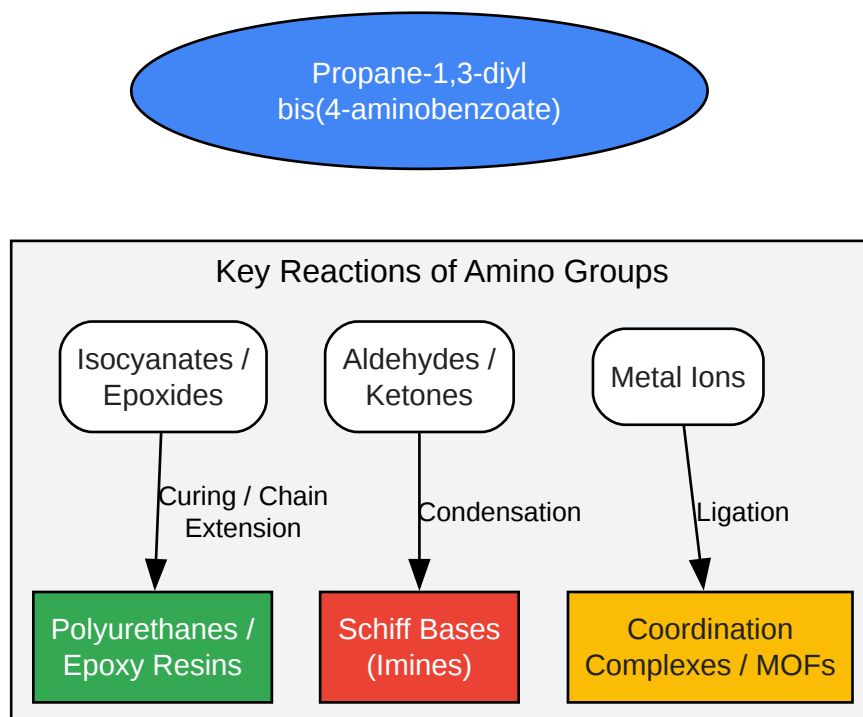 Propane-1,3-diyl
bis(4-aminobenzoate)
Key Reactions of Amino Groups
Isocyanates /
Epoxides
Aldehydes /
Ketones
Metal Ions
Curing / Chain
Extension
Condensation
Ligation
Polyurethanes /
Epoxy Resins
Schiff Bases
(Imines)
Coordination
Complexes / MOFs